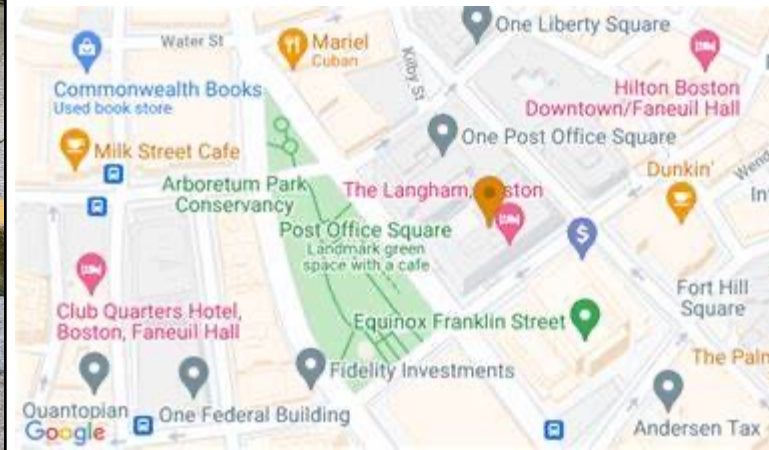 Water St
Mariel
Cuban
Kilby St
One Liberty Square
Commonwealth Books
Used book store
Hilton Boston
Downtown/Faneuil Hall
Milk Street Cafe
One Post Office Square
Dunkin'
Arboretum Park
Conservancy
The Langham,
Post Office Square
Landmark green
space with a cafe
$
Club Quarters Hotel,
Boston, Faneuil Hall
Equinox Franklin Street
Fort Hill
Square
Fidelity Investments
The Palm
Quantopian
One Federal Building
Andersen Tax
Google